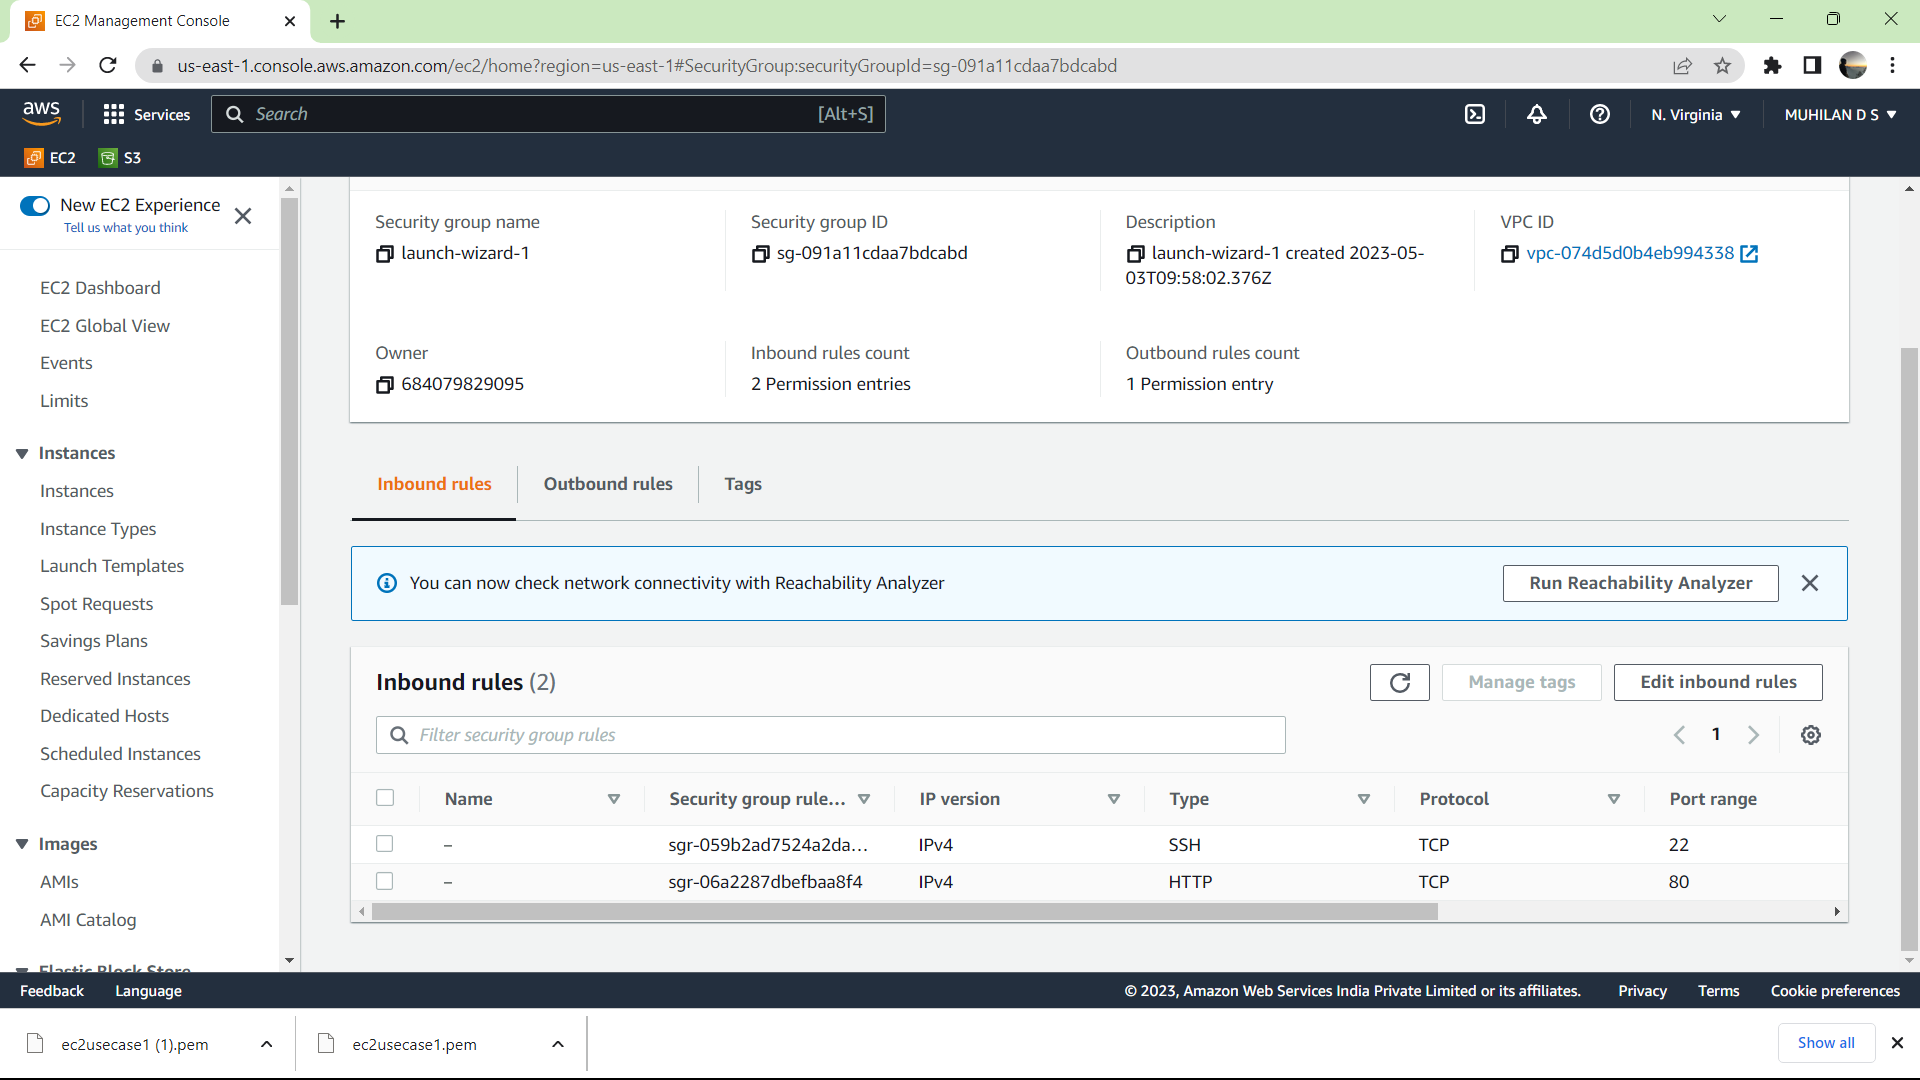 EC2 Management Console
us-east-1.console.aws.amazon.com/ec2/home?region=us-east-1#SecurityGroup:securityGroupId=sg-091a11cdaa7bdcabd
aws
Services
Search
[Alt+S]
N. Virginia
MUHILAN D S
EC2
S3
New EC2 Experience
Tell us what you think
EC2 Dashboard
EC2 Global View
Events
Limits
Instances
Instances
Instance Types
Launch Templates
Spot Requests
Savings Plans
Reserved Instances
Dedicated Hosts
Scheduled Instances
Capacity Reservations
Images
AMIs
AMI Catalog
Elastic Block Store
Security group name
launch-wizard-1
Security group ID
sg-091a11cdaa7bdcabd
Description
launch-wizard-1 created 2023-05-
03T09:58:02.376Z
VPC ID
vpc-074d5d0b4eb994338
Owner
684079829095
Inbound rules count
2 Permission entries
Outbound rules count
1 Permission entry
Inbound rules
Outbound rules
Tags
You can now check network connectivity with Reachability Analyzer
Run Reachability Analyzer
Inbound rules (2)
Manage tags
Edit inbound rules
Filter security group rules
1
Name
Security group rule...
IP version
Type
Protocol
Port range
– sgr-059b2ad7524a2da... IPv4 SSH TCP 22
– sgr-06a2287dbefbaa8f4 IPv4 HTTP TCP 80
Feedback
Language
© 2023, Amazon Web Services India Private Limited or its affiliates.
Privacy
Terms
Cookie preferences
ec2usecase1 (1).pem
ec2usecase1.pem
Show all